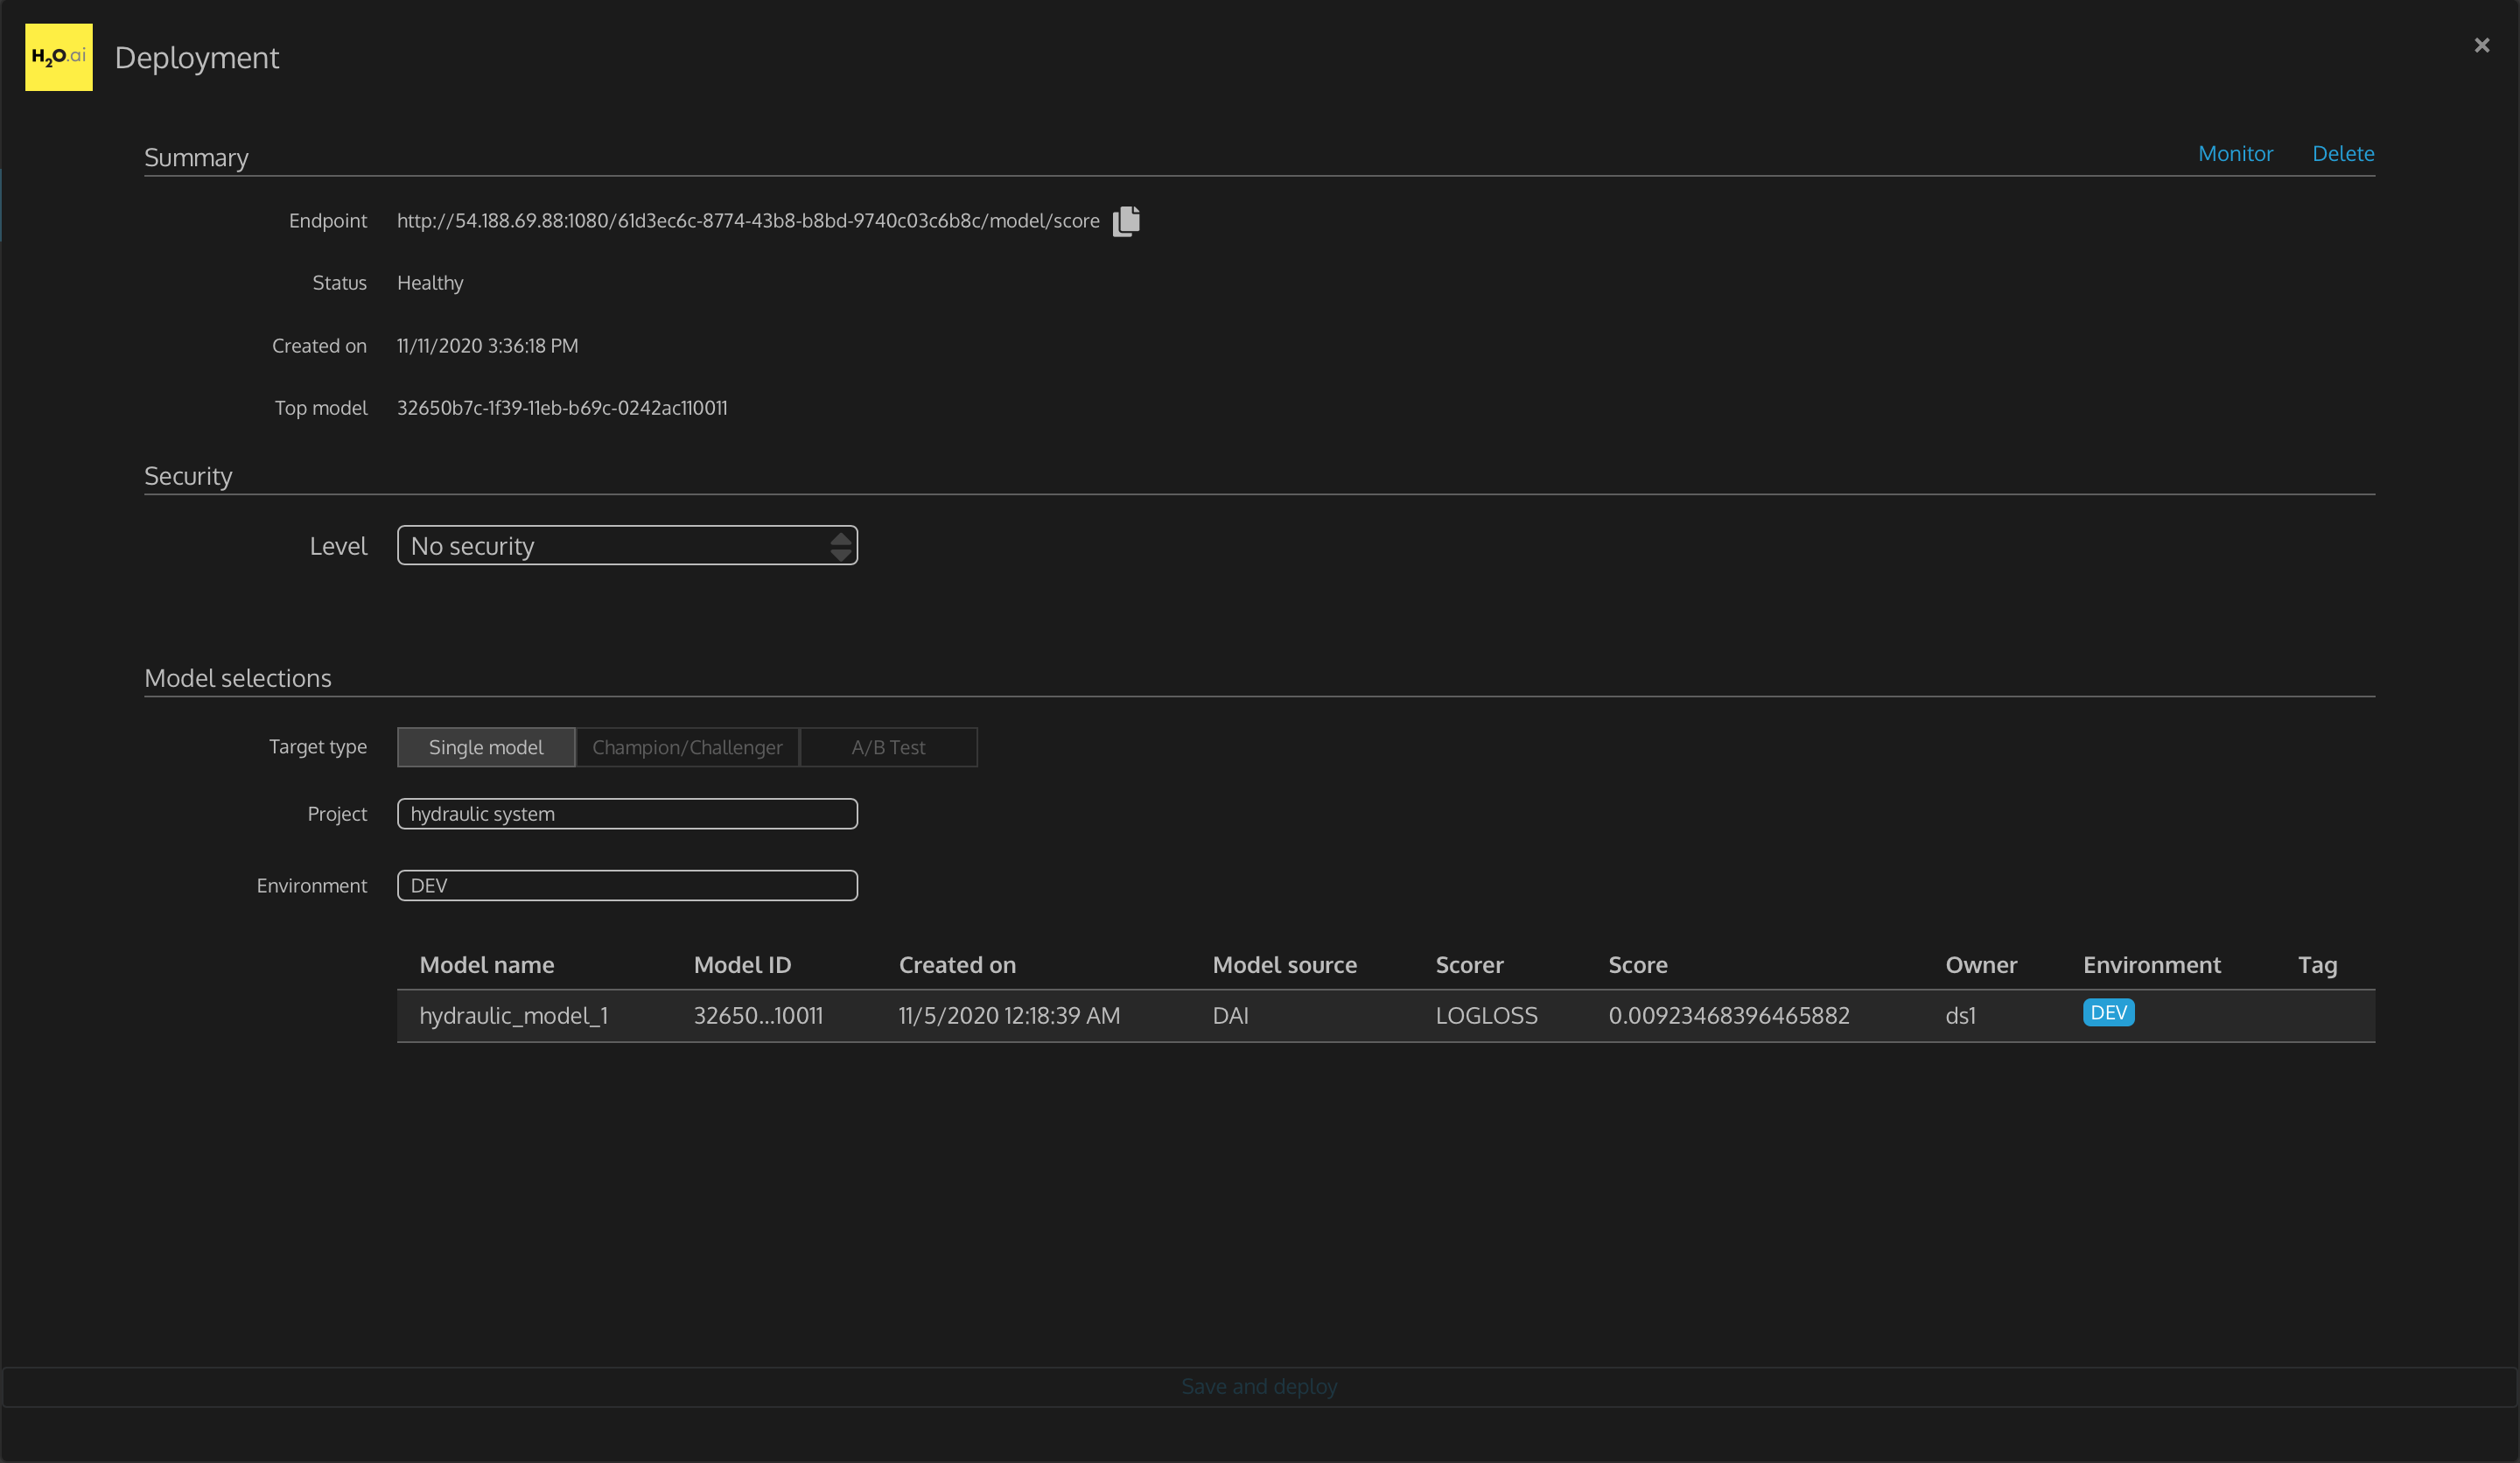 H2O.ai Deployment
Summary Monitor Delete
Endpoint http://54.188.69.88:1080/61d3ec6c-8774-43b8-b8bd-9740c03c6b8c/model/score
Status Healthy
Created on 11/11/2020 3:36:18 PM
Top model 32650b7c-1f39-11eb-b69c-0242ac110011
Security
Level No security
Model selections
Target type Single model Champion/Challenger A/B Test
Project hydraulic system
Environment DEV
Model name Model ID Created on Model source Scorer Score Owner Environment Tag
hydraulic_model_1 32650...10011 11/5/2020 12:18:39 AM DAI LOGLOSS 0.00923468396465882 ds1 DEV
Save and deploy